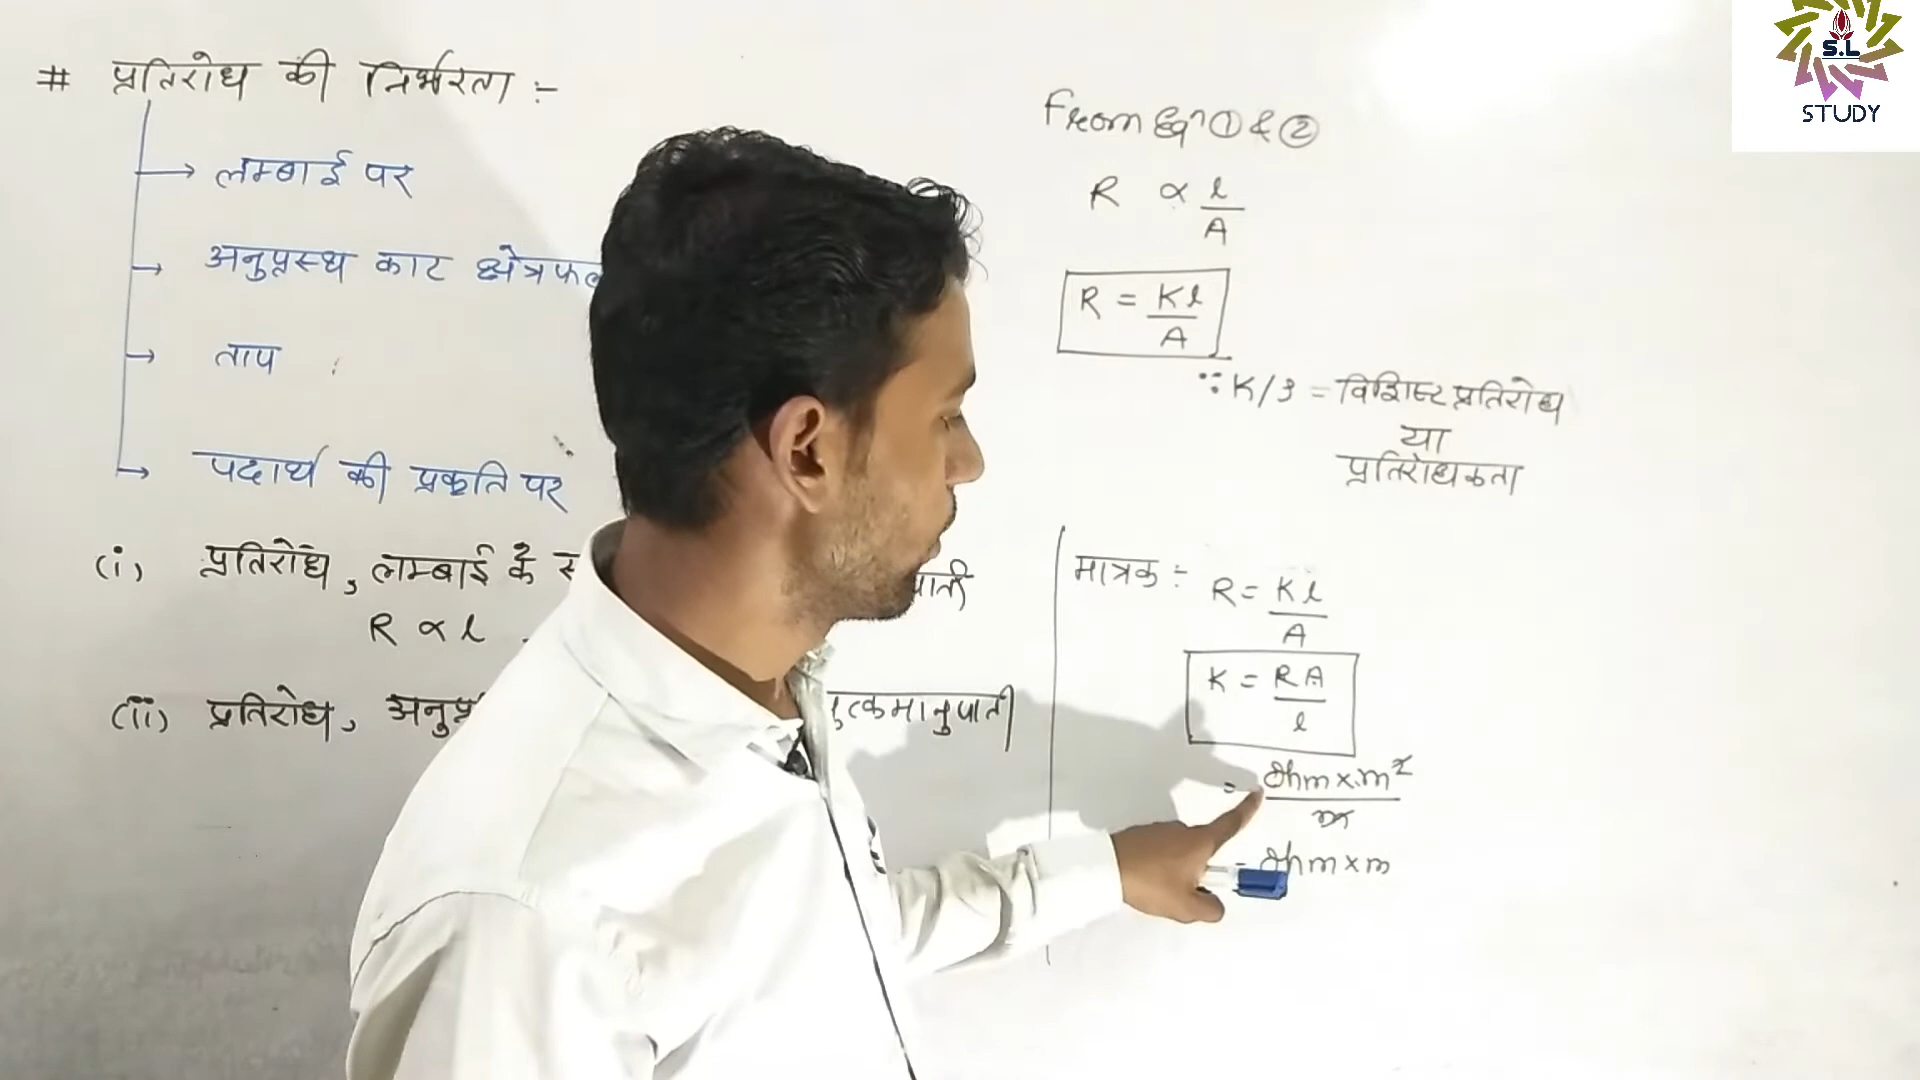 # प्रतिरोध की निर्भरता :-
लम्बाई पर
अनुप्रस्थ काट क्षेत्रफल
ताप
पदार्थ की प्रकृति पर
(i) प्रतिरोध, लम्बाई के
R ∝ l
(ii) प्रतिरोध,
From Eqn ① & ②
R ∝ l/A
R = Kl/A
∵ K/ρ = विशिष्ट प्रतिरोध
या
प्रतिरोधकता
मात्रक :- R = Kl/A
K = RA/l
= Ohm × m²/m
= Ohm × m
S.L
STUDY